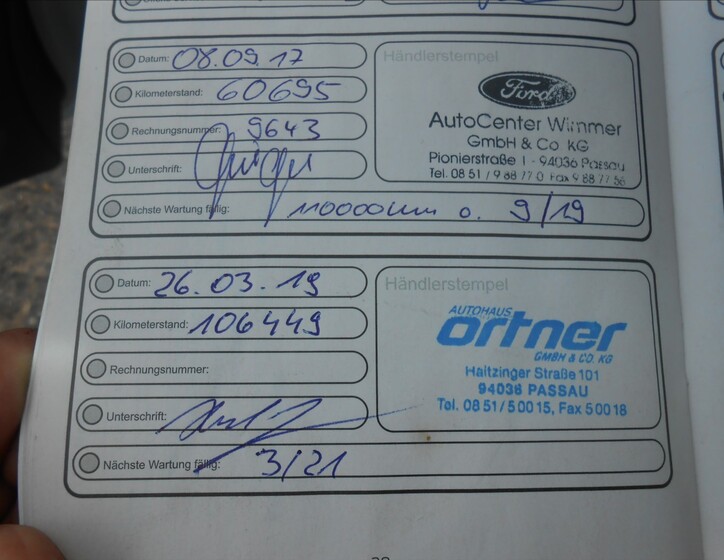 Datum: 08.09.17
Kilometerstand: 60695
Rechnungsnummer: 9643
Unterschrift:
Nächste Wartung fällig: 110000km o. 9/19
Händlerstempel
Ford
AutoCenter Wimmer
GmbH & Co. KG
Pionierstraße 1 - 94036 Passau
Tel. 08 51 / 9 88 77 0 Fax 9 88 77 56
Datum: 26.03.19
Kilometerstand: 106449
Rechnungsnummer:
Unterschrift:
Nächste Wartung fällig: 3/21
Händlerstempel
AUTOHAUS
ortner
GMBH & CO. KG
Haitzinger Straße 101
94036 PASSAU
Tel. 08 51/5 00 15, Fax 5 00 18